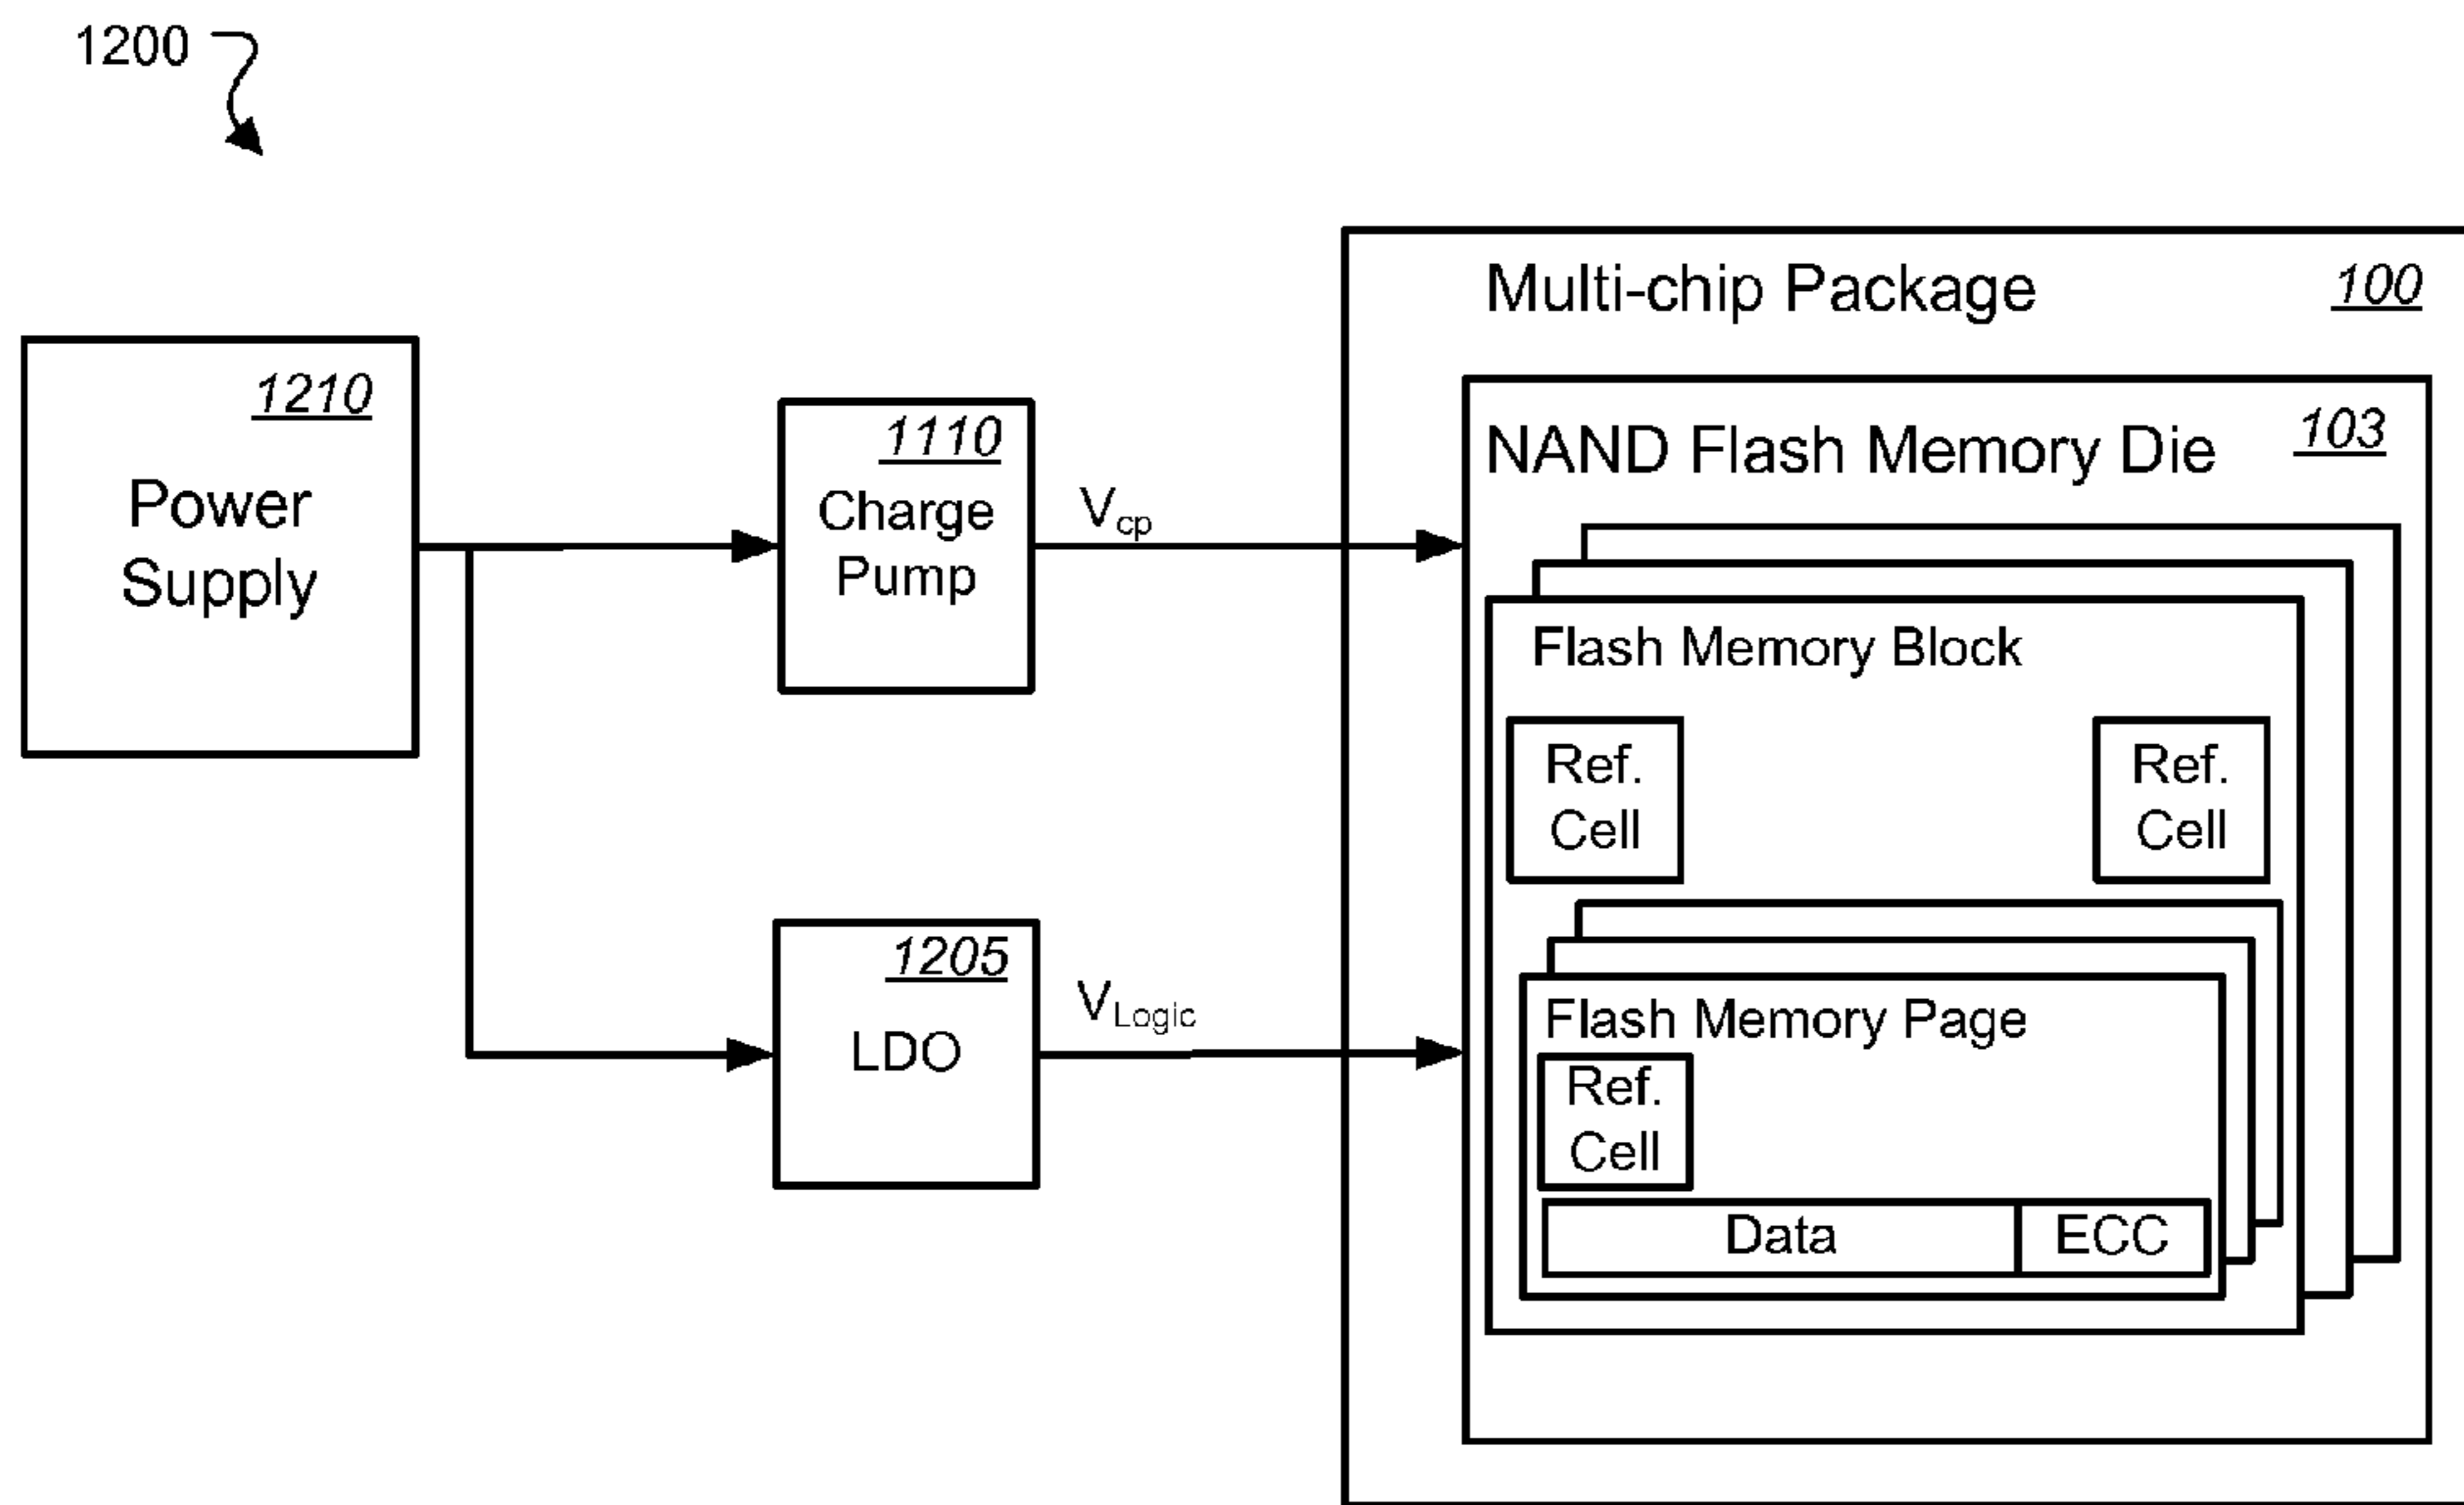 1200
Multi-chip Package 100
1210
Power
Supply
1110
Charge
Pump
Vcp
NAND Flash Memory Die 103
Flash Memory Block
Ref.
Cell
Ref.
Cell
1205
LDO
VLogic
Flash Memory Page
Ref.
Cell
Data ECC